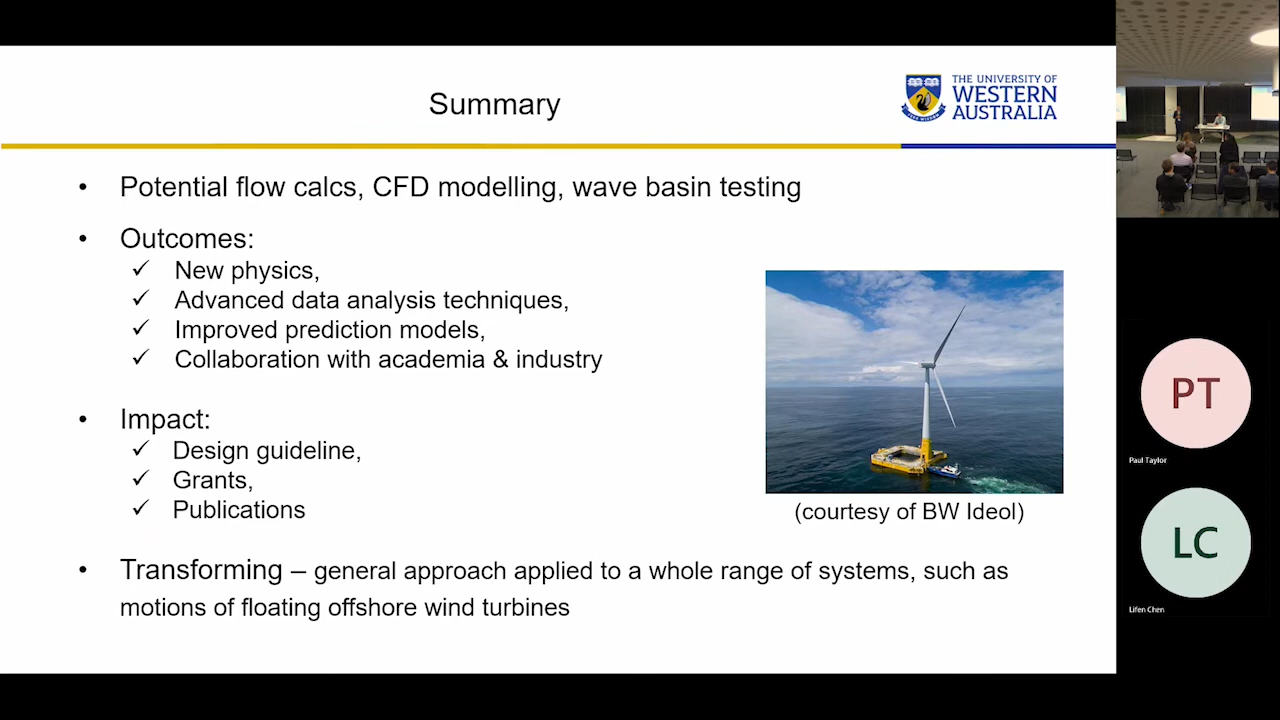 Summary
THE UNIVERSITY OF
WESTERN
AUSTRALIA
• Potential flow calcs, CFD modelling, wave basin testing
• Outcomes:
✓ New physics,
✓ Advanced data analysis techniques,
✓ Improved prediction models,
✓ Collaboration with academia & industry
• Impact:
✓ Design guideline,
✓ Grants,
✓ Publications
(courtesy of BW Ideol)
• Transforming – general approach applied to a whole range of systems, such as
motions of floating offshore wind turbines
PT
Paul Taylor
LC
Lifen Chen